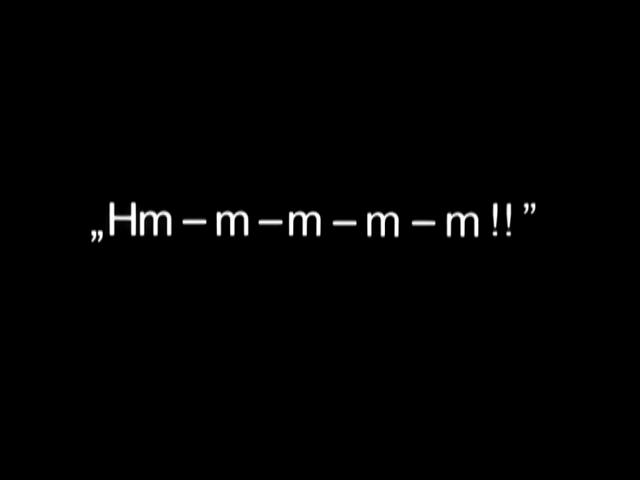 „Hm – m – m – m – m !!”